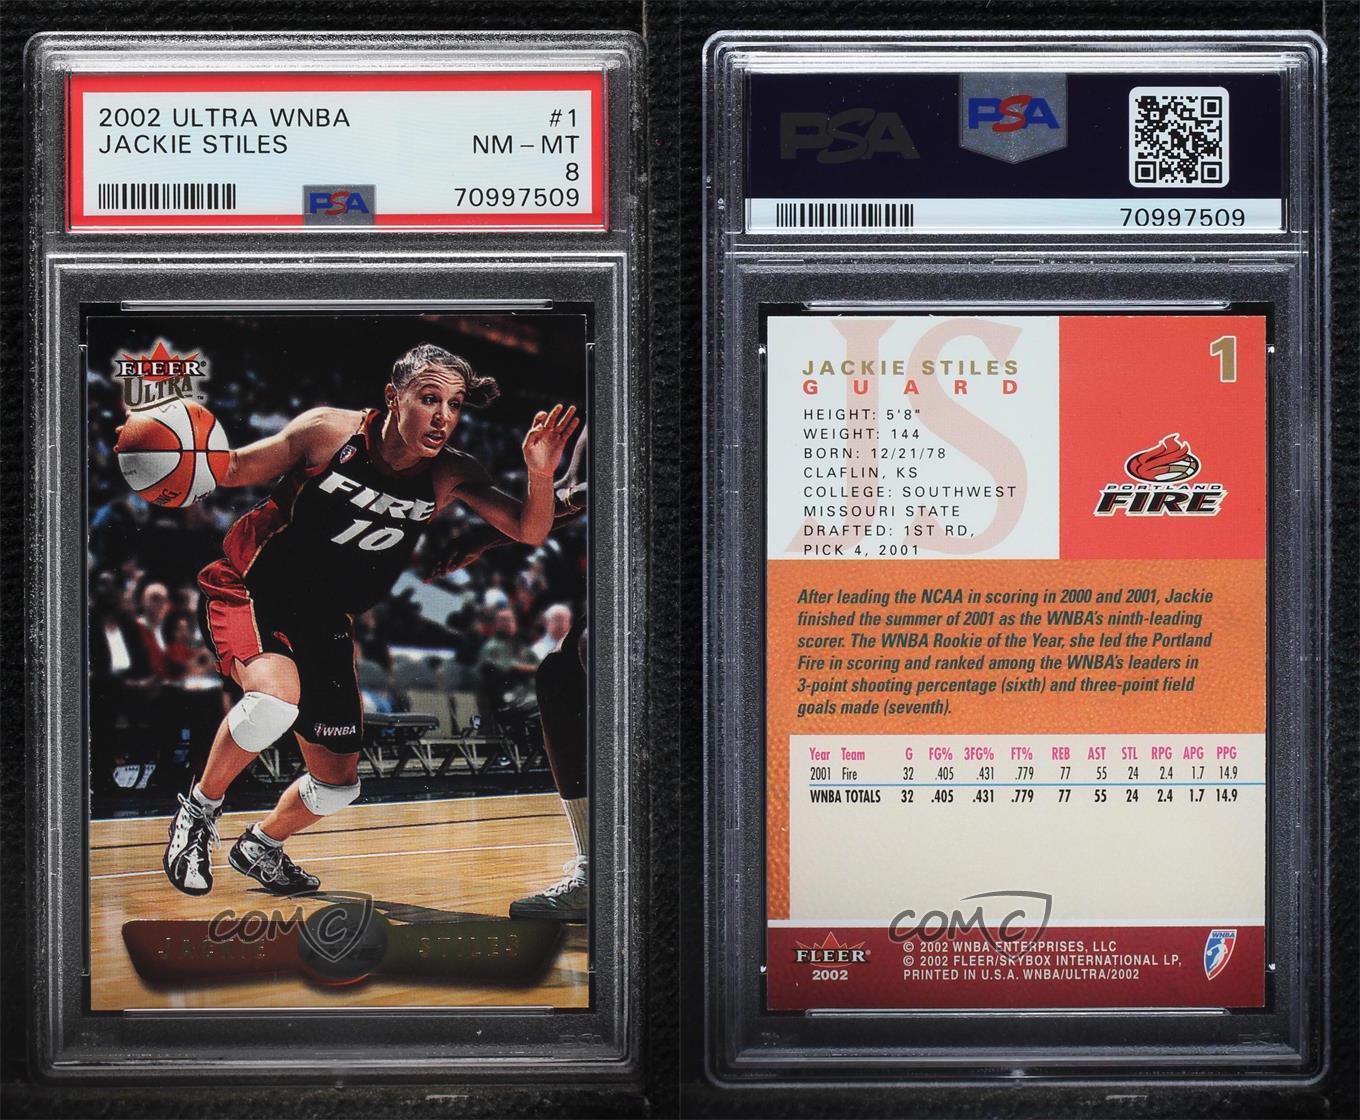 2002 ULTRA WNBA #1
JACKIE STILES NM - MT
8
PSA 70997509
FLEER
ULTRA
FIRE
10
WNBA
JACKIE STILES
COMC
PSA PSA
70997509
JS
1
JACKIE STILES
GUARD
HEIGHT: 5'8"
WEIGHT: 144
BORN: 12/21/78
CLAFLIN, KS
COLLEGE: SOUTHWEST
MISSOURI STATE
DRAFTED: 1ST RD,
PICK 4, 2001
PORTLAND
FIRE
After leading the NCAA in scoring in 2000 and 2001, Jackie
finished the summer of 2001 as the WNBA's ninth-leading
scorer. The WNBA Rookie of the Year, she led the Portland
Fire in scoring and ranked among the WNBA's leaders in
3-point shooting percentage (sixth) and three-point field
goals made (seventh).
Year Team G FG% 3FG% FT% REB AST STL RPG APG PPG
2001 Fire 32 .405 .431 .779 77 55 24 2.4 1.7 14.9
WNBA TOTALS 32 .405 .431 .779 77 55 24 2.4 1.7 14.9
COMC
FLEER
2002
© 2002 WNBA ENTERPRISES, LLC
© 2002 FLEER/SKYBOX INTERNATIONAL LP,
PRINTED IN U.S.A. WNBA/ULTRA/2002
WNBA